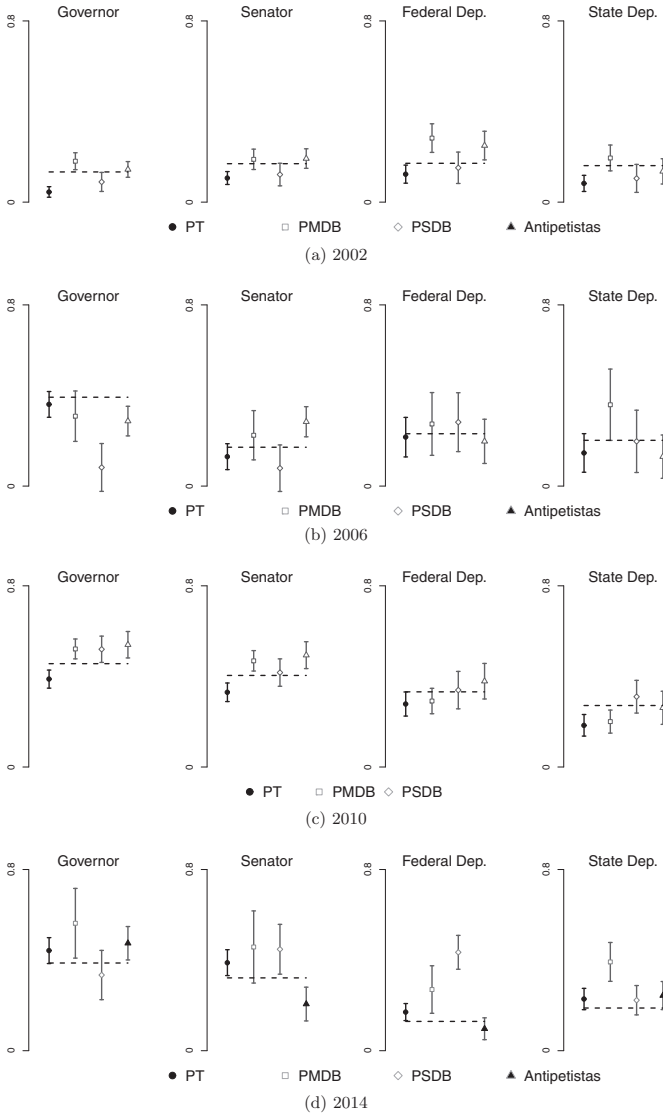 Governor Senator Federal Dep. State Dep.
0.8 0.8 0.8 0.8
0 0 0 0
PT PMDB PSDB Antipetistas
(a) 2002
Governor Senator Federal Dep. State Dep.
0.8 0.8 0.8 0.8
0 0 0 0
PT PMDB PSDB Antipetistas
(b) 2006
Governor Senator Federal Dep. State Dep.
0.8 0.8 0.8 0.8
0 0 0 0
PT PMDB PSDB
(c) 2010
Governor Senator Federal Dep. State Dep.
0.8 0.8 0.8 0.8
0 0 0 0
PT PMDB PSDB Antipetistas
(d) 2014